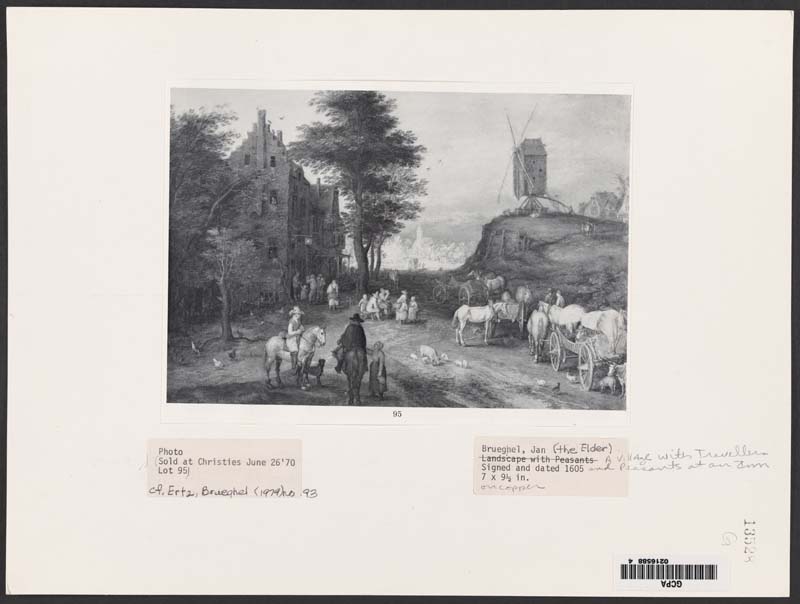 95
Photo
(Sold at Christies June 26'70
Lot 95)
cf. Ertz, Brueghel (1979) no. 93
Brueghel, Jan (the Elder)
Landscape with Peasants A Village with Travellers
Signed and dated 1605 and Peasants at an Inn
7 x 9½ in.
on copper
1352
GCPA
0216588 4